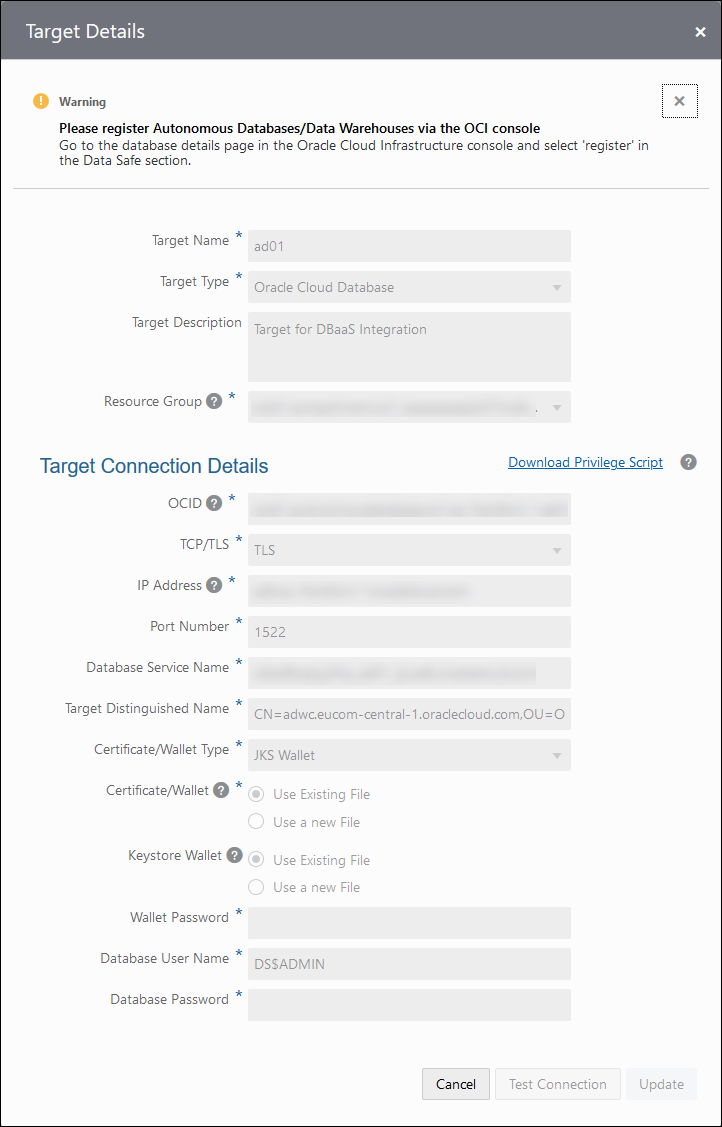 Target Details
Warning
Please register Autonomous Databases/Data Warehouses via the OCI console
Go to the database details page in the Oracle Cloud Infrastructure console and select 'register' in
the Data Safe section.
Target Name * ad01
Target Type * Oracle Cloud Database
Target Description Target for DBaaS Integration
Resource Group ? *
Target Connection Details Download Privilege Script ?
OCID ? *
TCP/TLS * TLS
IP Address ? *
Port Number * 1522
Database Service Name *
Target Distinguished Name * CN=adwc.eucom-central-1.oraclecloud.com,OU=O
Certificate/Wallet Type * JKS Wallet
Certificate/Wallet ? * Use Existing File
Use a new File
Keystore Wallet ? Use Existing File
Use a new File
Wallet Password *
Database User Name * DS$ADMIN
Database Password *
Cancel Test Connection Update